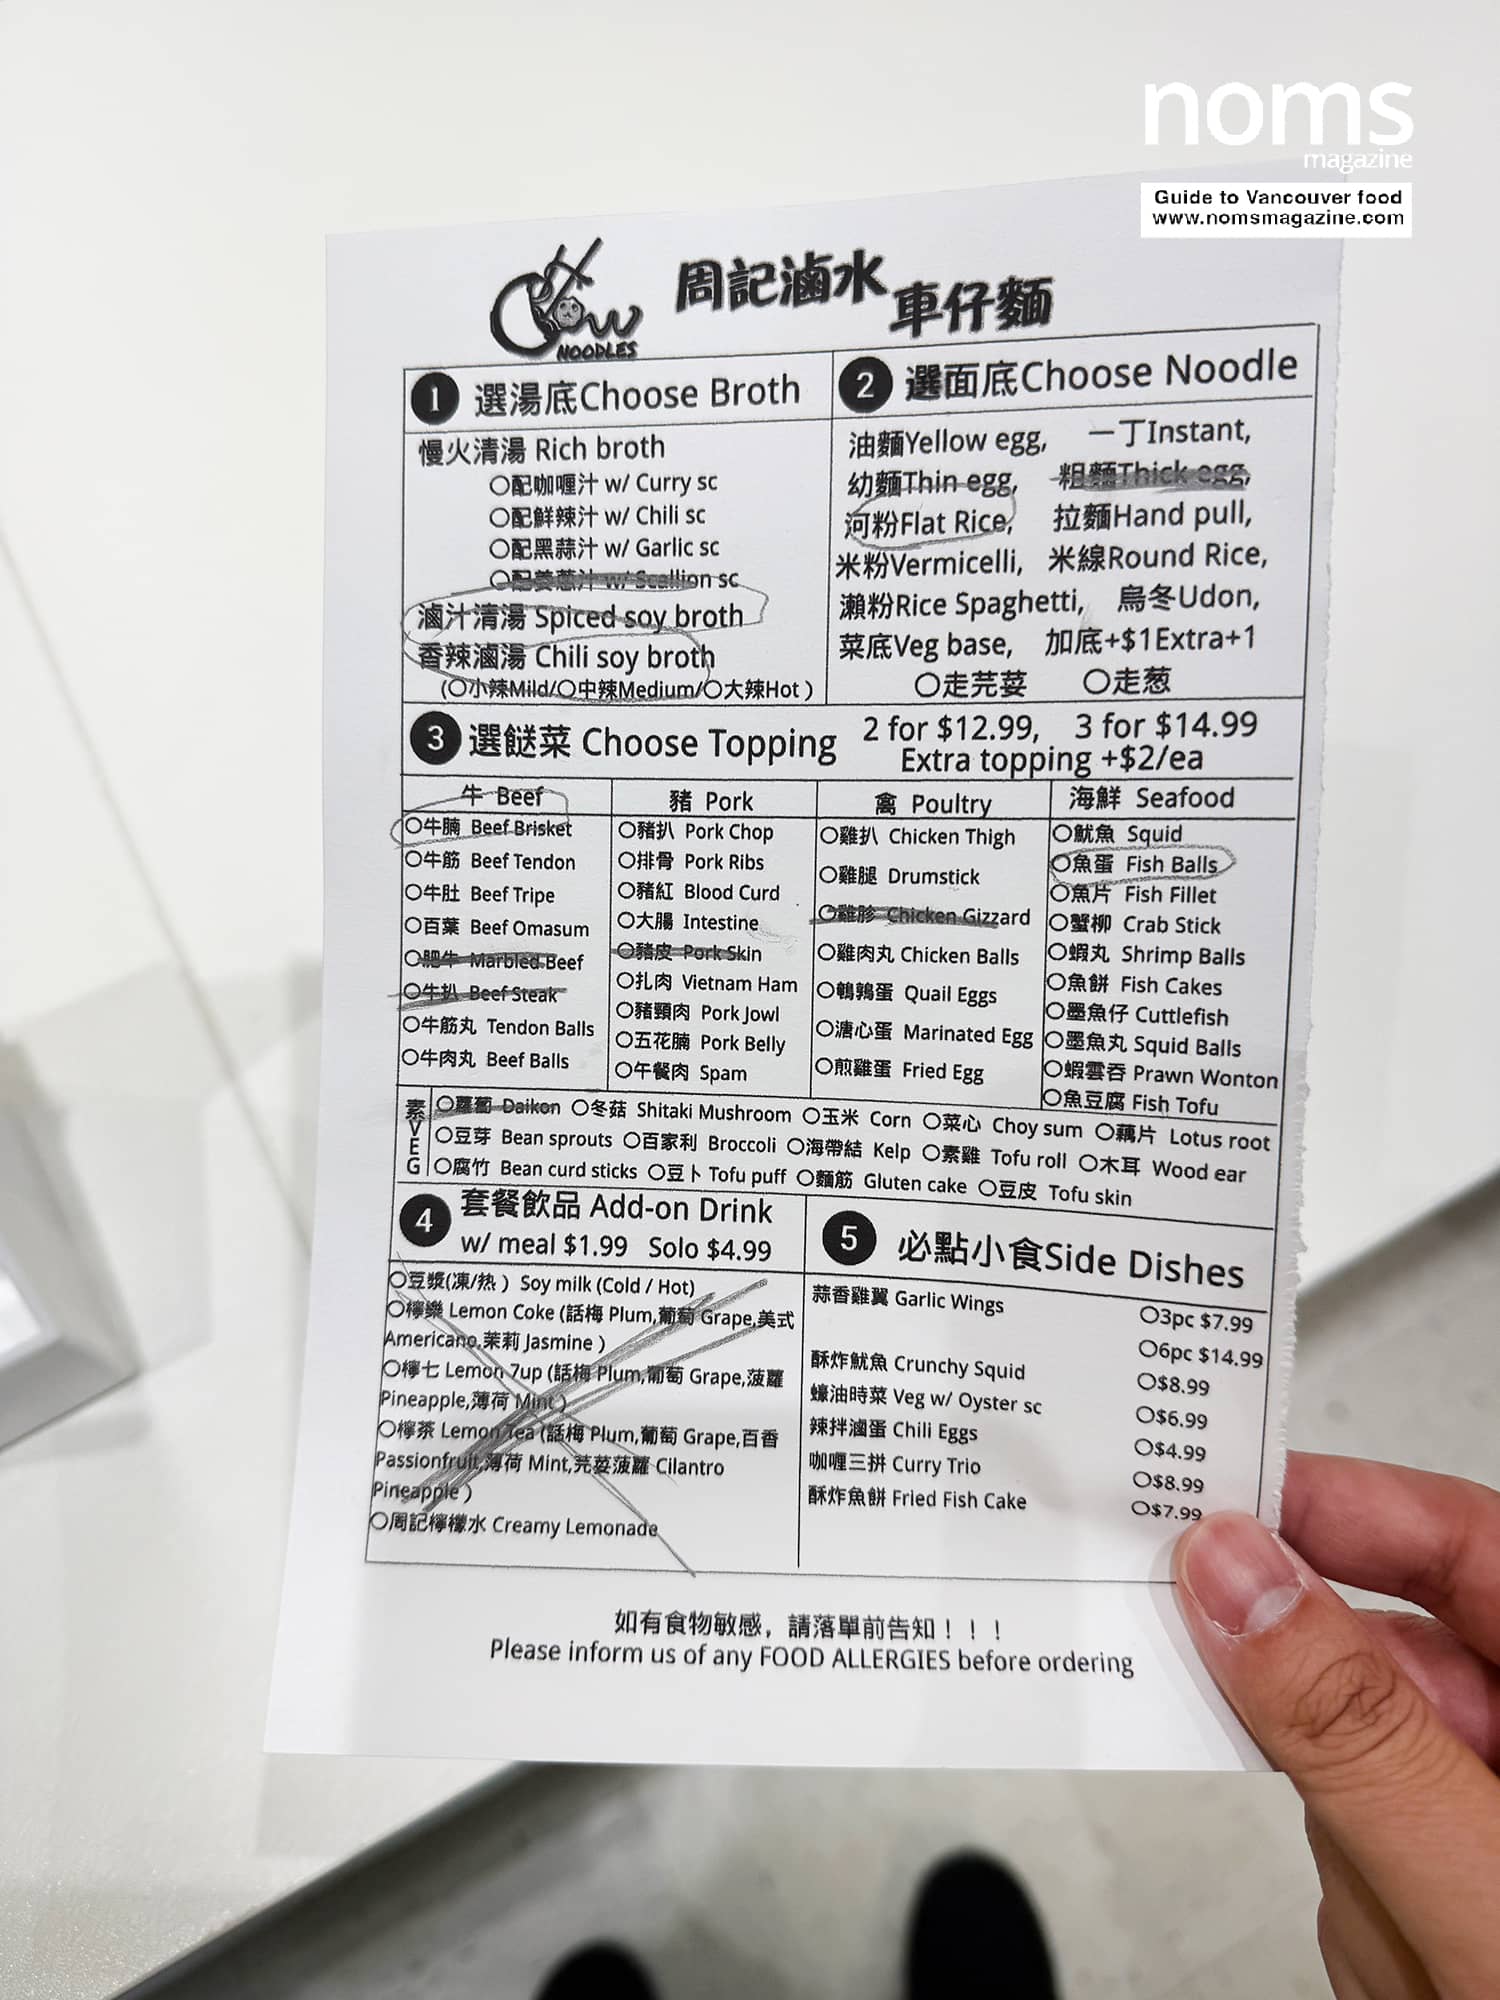 noms
magazine
Guide to Vancouver food
www.nomsmagazine.com
Chow
NOODLES
周記滷水
車仔麵
1 選湯底Choose Broth
慢火清湯 Rich broth
○配咖喱汁 w/ Curry sc
○配鮮辣汁 w/ Chili sc
○配黑蒜汁 w/ Garlic sc
○配姜蔥汁 w/ Scallion sc
滷汁清湯 Spiced soy broth
香辣滷湯 Chili soy broth
(○小辣Mild/○中辣Medium/○大辣Hot )
2 選面底Choose Noodle
油麵Yellow egg, 一丁Instant,
幼麵Thin egg, 粗麵Thick egg,
河粉Flat Rice, 拉麵Hand pull,
米粉Vermicelli, 米線Round Rice,
瀨粉Rice Spaghetti, 烏冬Udon,
菜底Veg base, 加底+$1Extra+1
○走芫荽 ○走葱
3 選餸菜 Choose Topping 2 for $12.99, 3 for $14.99
Extra topping +$2/ea
牛 Beef
○牛腩 Beef Brisket
○牛筋 Beef Tendon
○牛肚 Beef Tripe
○百葉 Beef Omasum
○肥牛 Marbled Beef
○牛扒 Beef Steak
○牛筋丸 Tendon Balls
○牛肉丸 Beef Balls
豬 Pork
○豬扒 Pork Chop
○排骨 Pork Ribs
○豬紅 Blood Curd
○大腸 Intestine
○豬皮 Pork Skin
○扎肉 Vietnam Ham
○豬頸肉 Pork Jowl
○五花腩 Pork Belly
○午餐肉 Spam
禽 Poultry
○雞扒 Chicken Thigh
○雞腿 Drumstick
○雞胗 Chicken Gizzard
○雞肉丸 Chicken Balls
○鵪鶉蛋 Quail Eggs
○溏心蛋 Marinated Egg
○煎雞蛋 Fried Egg
海鮮 Seafood
○魷魚 Squid
○魚蛋 Fish Balls
○魚片 Fish Fillet
○蟹柳 Crab Stick
○蝦丸 Shrimp Balls
○魚餅 Fish Cakes
○墨魚仔 Cuttlefish
○墨魚丸 Squid Balls
○蝦雲吞 Prawn Wonton
○魚豆腐 Fish Tofu
素VEG
○蘿蔔 Daikon ○冬菇 Shitaki Mushroom ○玉米 Corn ○菜心 Choy sum ○藕片 Lotus root
○豆芽 Bean sprouts ○百家利 Broccoli ○海帶結 Kelp ○素雞 Tofu roll ○木耳 Wood ear
○腐竹 Bean curd sticks ○豆卜 Tofu puff ○麵筋 Gluten cake ○豆皮 Tofu skin
4 套餐飲品 Add-on Drink
w/ meal $1.99 Solo $4.99
○豆漿(凍/热 ) Soy milk (Cold / Hot)
○檸樂 Lemon Coke (話梅 Plum,葡萄 Grape,美式
Americano,茉莉 Jasmine )
○檸七 Lemon 7up (話梅 Plum,葡萄 Grape,菠蘿
Pineapple,薄荷 Mint )
○檸茶 Lemon Tea (話梅 Plum,葡萄 Grape,百香
Passionfruit,薄荷 Mint,芫荽菠蘿 Cilantro
Pineapple )
○周記檸檬水 Creamy Lemonade
5 必點小食Side Dishes
蒜香雞翼 Garlic Wings ○3pc $7.99
○6pc $14.99
酥炸魷魚 Crunchy Squid ○$8.99
蠔油時菜 Veg w/ Oyster sc ○$6.99
辣拌滷蛋 Chili Eggs ○$4.99
咖喱三拼 Curry Trio ○$8.99
酥炸魚餅 Fried Fish Cake ○$7.99
如有食物敏感，請落單前告知！！！
Please inform us of any FOOD ALLERGIES before ordering